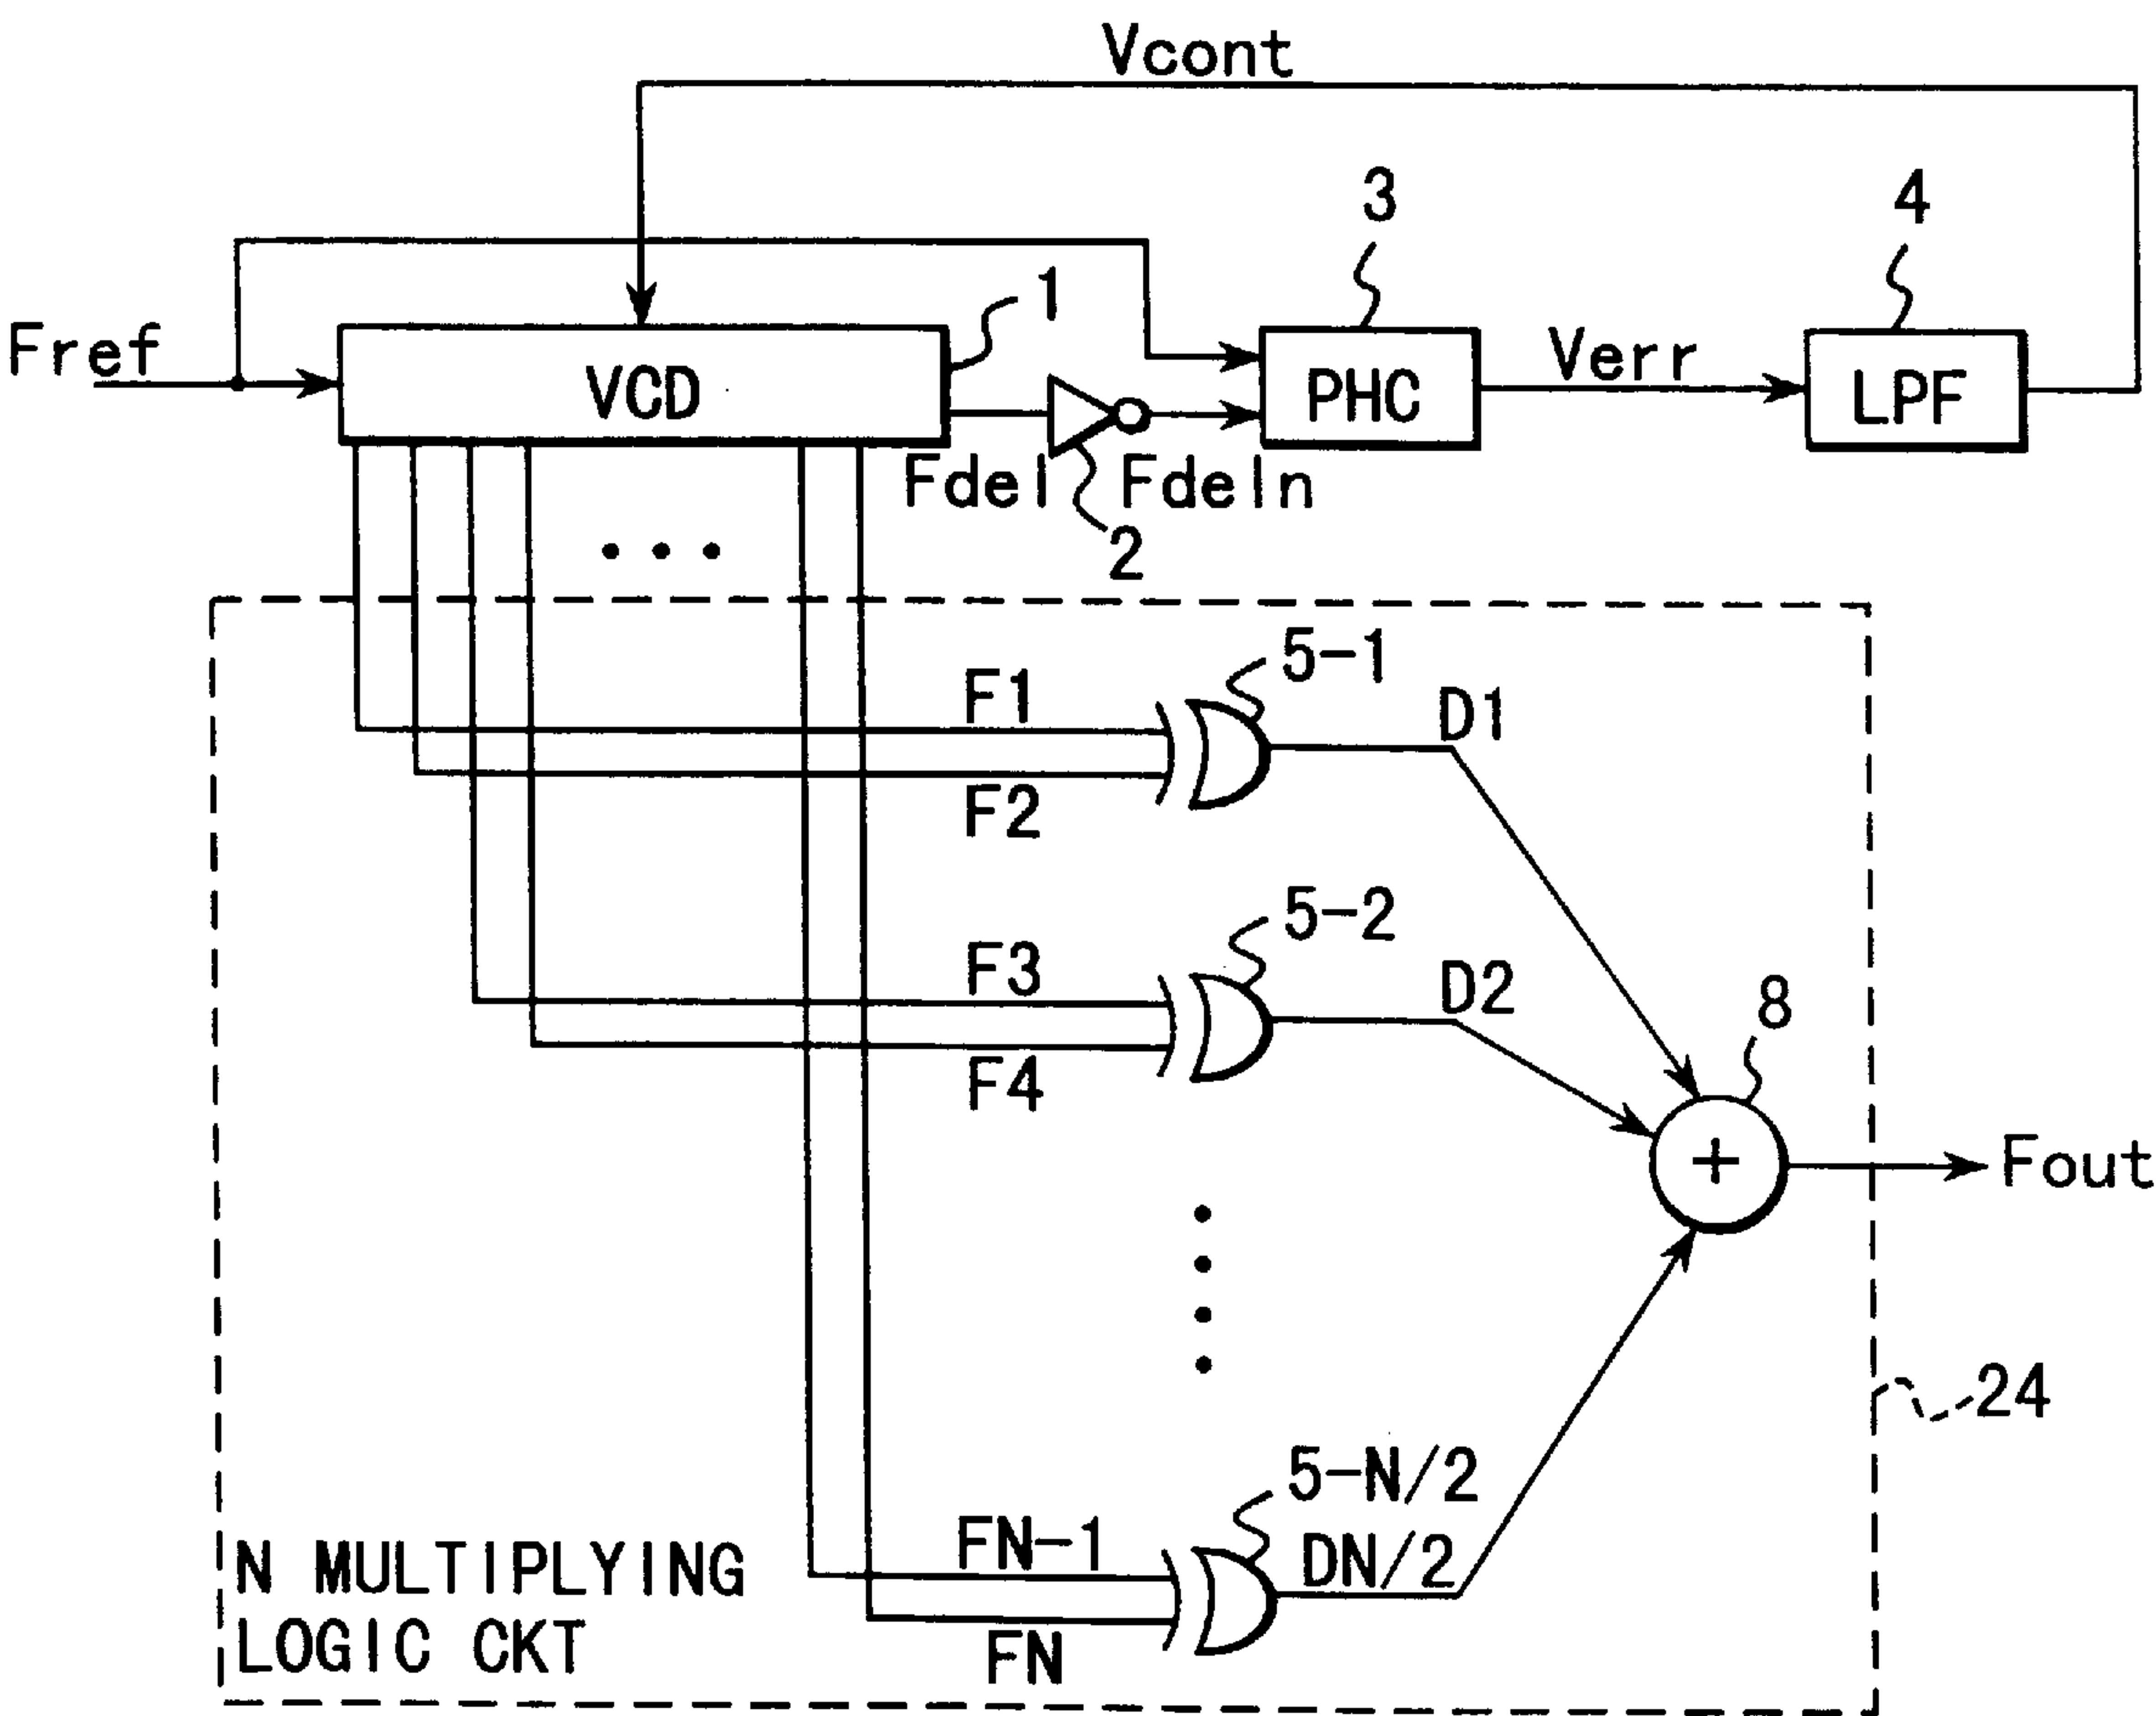 Vcont
3
4
1
Fref
VCD
PHC
Verr
LPF
Fdel
Fdeln
2
5-1
F1
D1
F2
5-2
F3
D2
8
F4
+
Fout
24
5-N/2
FN-1
DN/2
N MULTIPLYING
LOGIC CKT
FN